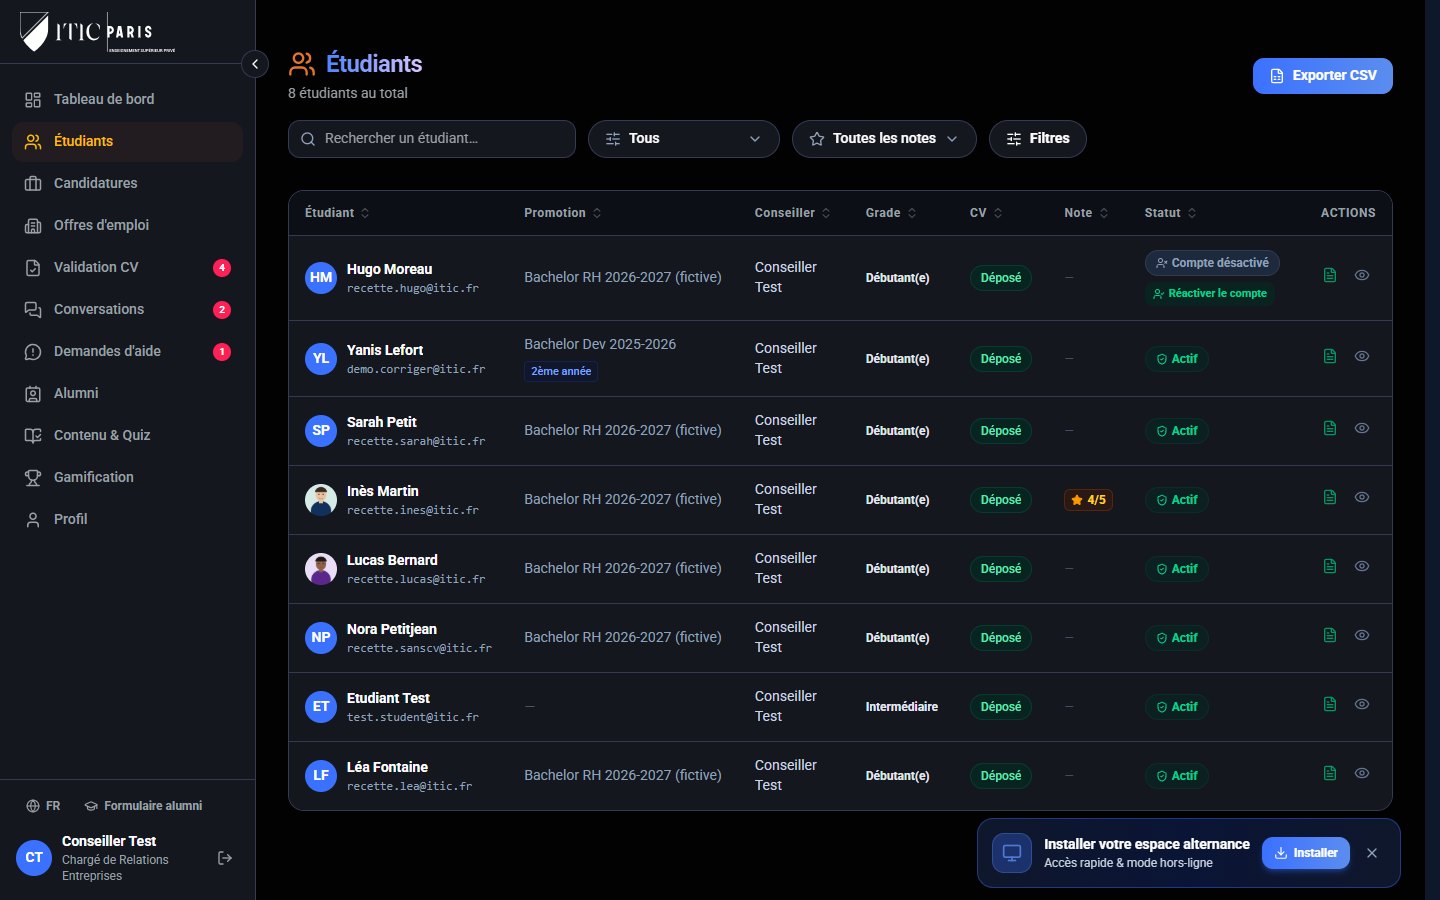 ITIC PARIS
ENSEIGNEMENT SUPÉRIEUR PRIVÉ
Tableau de bord
Étudiants
Candidatures
Offres d'emploi
Validation CV 4
Conversations 2
Demandes d'aide 1
Alumni
Contenu & Quiz
Gamification
Profil
FR Formulaire alumni
CT Conseiller Test
Chargé de Relations
Entreprises
Étudiants
8 étudiants au total
Exporter CSV
Rechercher un étudiant...
Tous
Toutes les notes
Filtres
Étudiant Promotion Conseiller Grade CV Note Statut ACTIONS
HM Hugo Moreau
recette.hugo@itic.fr
Bachelor RH 2026-2027 (fictive)
Conseiller
Test
Débutant(e)
Déposé
—
Compte désactivé
Réactiver le compte
YL Yanis Lefort
demo.corriger@itic.fr
Bachelor Dev 2025-2026
2ème année
Conseiller
Test
Débutant(e)
Déposé
—
Actif
SP Sarah Petit
recette.sarah@itic.fr
Bachelor RH 2026-2027 (fictive)
Conseiller
Test
Débutant(e)
Déposé
—
Actif
Inès Martin
recette.ines@itic.fr
Bachelor RH 2026-2027 (fictive)
Conseiller
Test
Débutant(e)
Déposé
4/5
Actif
Lucas Bernard
recette.lucas@itic.fr
Bachelor RH 2026-2027 (fictive)
Conseiller
Test
Débutant(e)
Déposé
—
Actif
NP Nora Petitjean
recette.sanscv@itic.fr
Bachelor RH 2026-2027 (fictive)
Conseiller
Test
Débutant(e)
Déposé
—
Actif
ET Etudiant Test
test.student@itic.fr
—
Conseiller
Test
Intermédiaire
Déposé
—
Actif
LF Léa Fontaine
recette.lea@itic.fr
Bachelor RH 2026-2027 (fictive)
Conseiller
Test
Débutant(e)
Déposé
—
Actif
Installer votre espace alternance
Accès rapide & mode hors-ligne
Installer